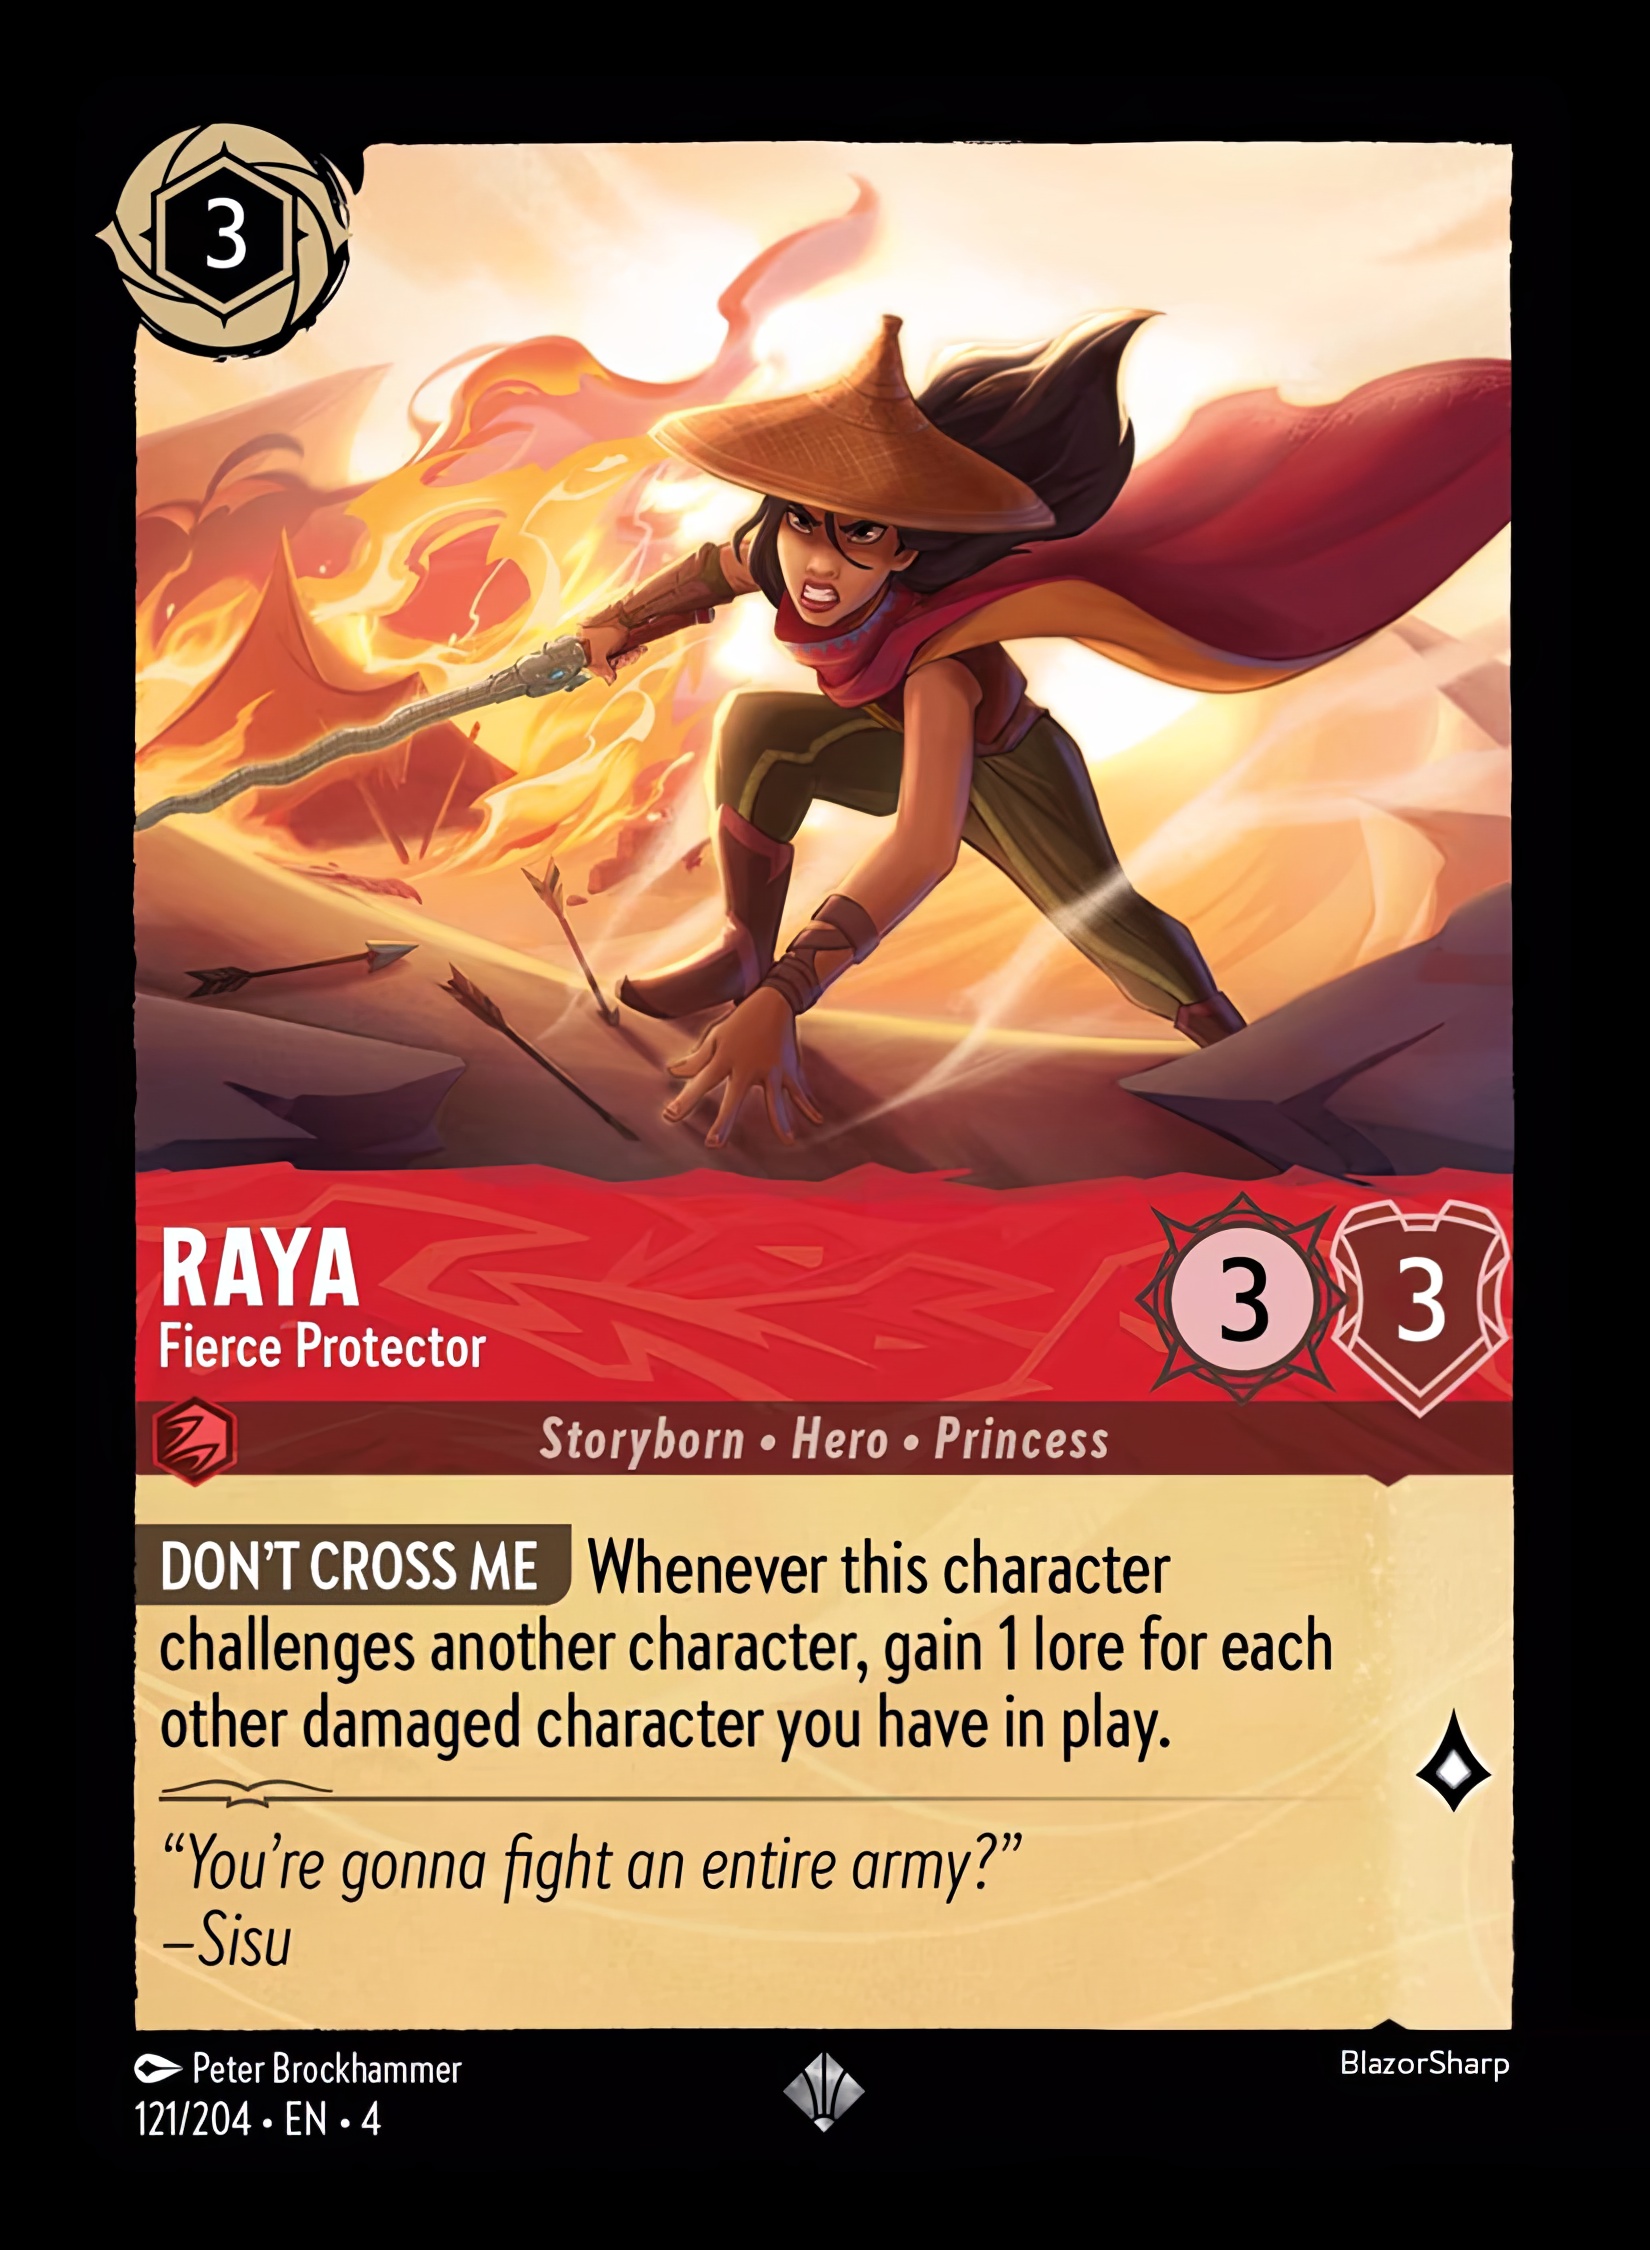 3
RAYA
Fierce Protector
3
3
Storyborn • Hero • Princess
DON'T CROSS ME Whenever this character
challenges another character, gain 1 lore for each
other damaged character you have in play.
“You’re gonna fight an entire army?”
–Sisu
Peter Brockhammer
121/204 • EN • 4
BlazorSharp